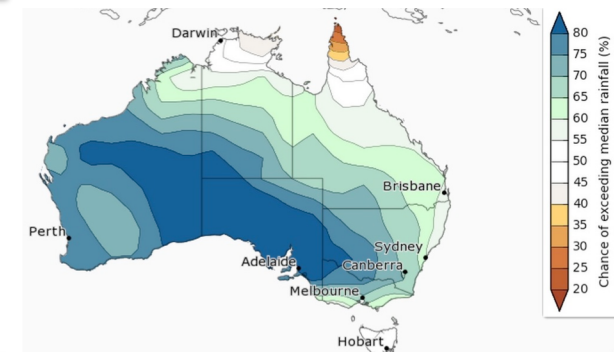 Darwin
Brisbane
Perth
Sydney
Adelaide
Canberra
Melbourne
Hobart
80
75
70
65
60
55
50
45
40
35
30
25
20
Chance of exceeding median rainfall (%)